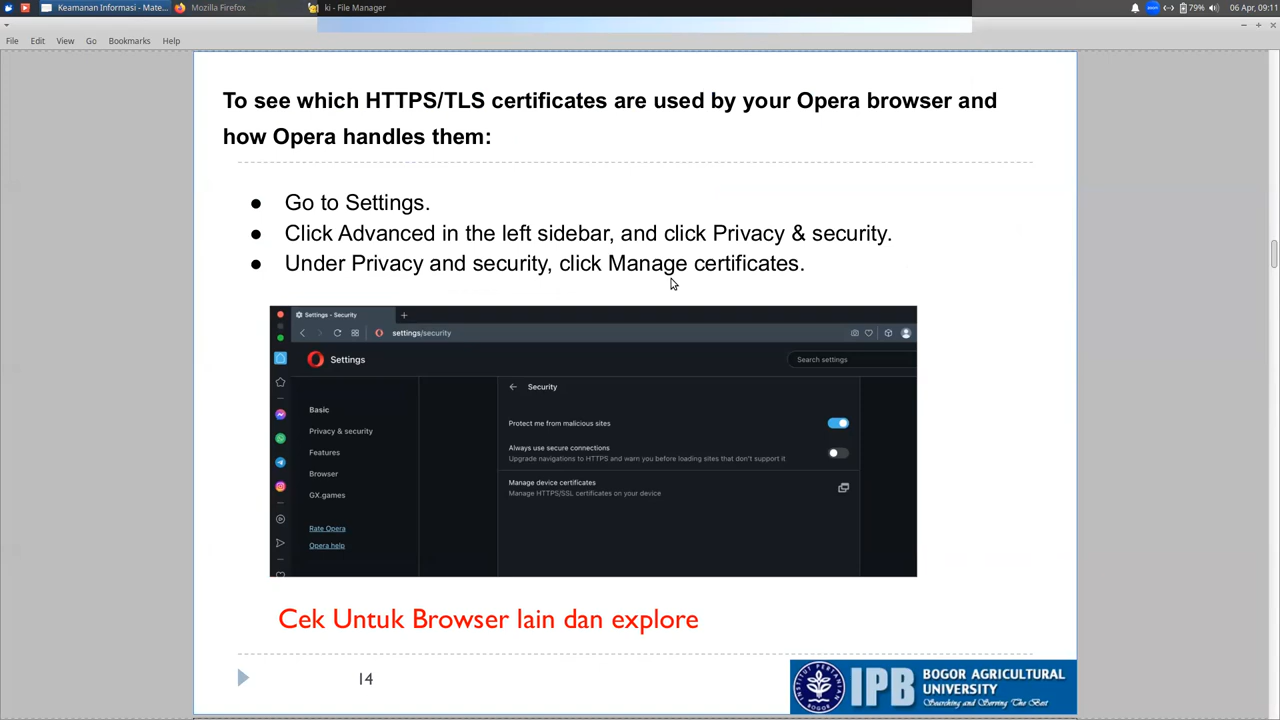 Keamanan Informasi - Mate...
Mozilla Firefox
ki - File Manager
79%
06 Apr, 09:11
File Edit View Go Bookmarks Help
To see which HTTPS/TLS certificates are used by your Opera browser and
how Opera handles them:
● Go to Settings.
● Click Advanced in the left sidebar, and click Privacy & security.
● Under Privacy and security, click Manage certificates.
Settings - Security
settings/security
Settings
Search settings
Basic
Privacy & security
Features
Browser
GX.games
Rate Opera
Opera help
Security
Protect me from malicious sites
Always use secure connections
Upgrade navigations to HTTPS and warn you before loading sites that don't support it
Manage device certificates
Manage HTTPS/SSL certificates on your device
Cek Untuk Browser lain dan explore
14
IPB
BOGOR AGRICULTURAL
UNIVERSITY
Searching and Serving The Best